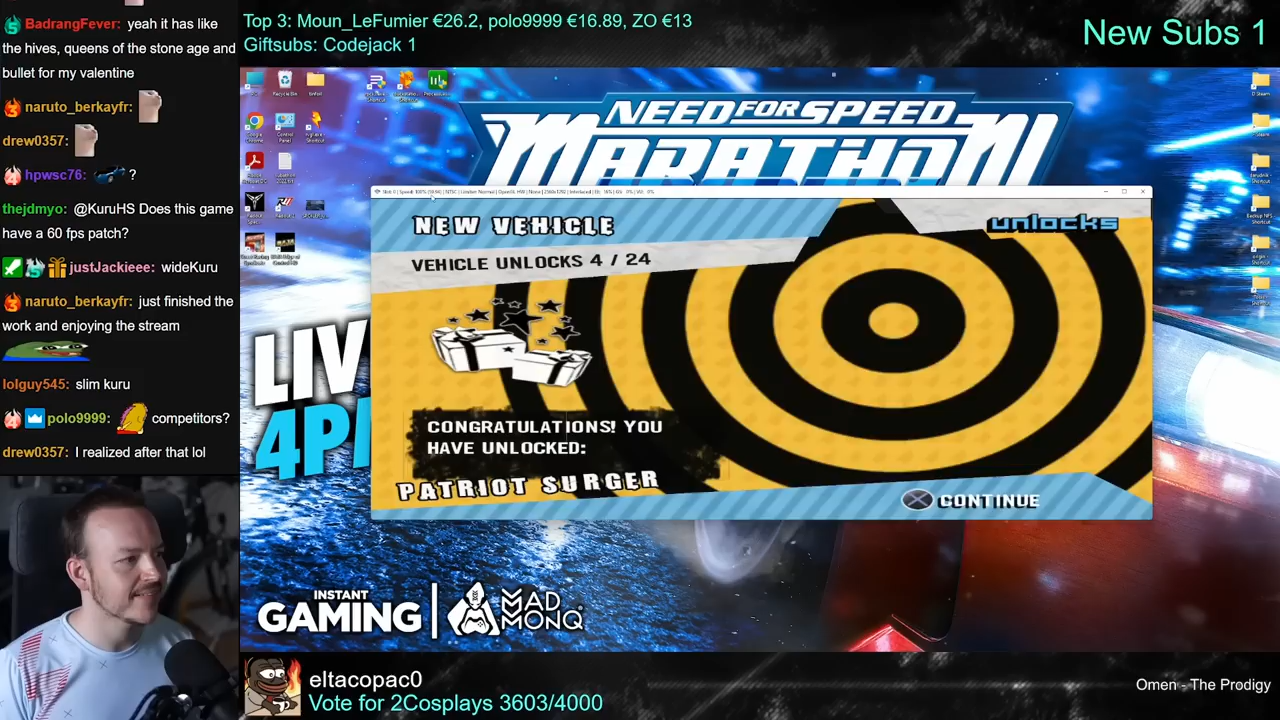 BadrangFever: yeah it has like
the hives, queens of the stone age and
bullet for my valentine
naruto_berkayfr:
drew0357:
hpwsc76: ?
thejdmyo: @KuruHS Does this game
have a 60 fps patch?
justJackieee: wideKuru
naruto_berkayfr: just finished the
work and enjoying the stream
lolguy545: slim kuru
polo9999: competitors?
drew0357: I realized after that lol
Top 3: Moun_LeFumier €26.2, polo9999 €16.89, ZO €13
Giftsubs: Codejack 1
New Subs 1
NEED FOR SPEED
MARATHON
NEW VEHICLE
unlocks
VEHICLE UNLOCKS 4 / 24
CONGRATULATIONS! YOU
HAVE UNLOCKED:
PATRIOT SURGER
CONTINUE
LIV
4P
INSTANT
GAMING
MAD
MONQ
eltacopac0
Vote for 2Cosplays 3603/4000
Omen - The Prodigy